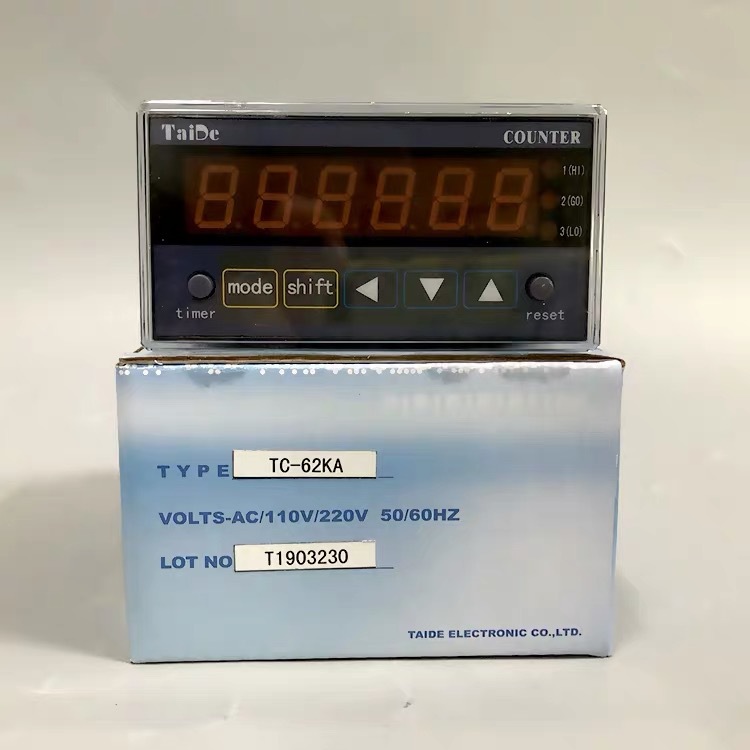 TaiDe
COUNTER
1(HI)
2(GO)
3(LO)
mode shift
timer
reset
TYPE TC-62KA
VOLTS-AC/110V/220V 50/60HZ
LOT NO T1903230
TAIDE ELECTRONIC CO.,LTD.